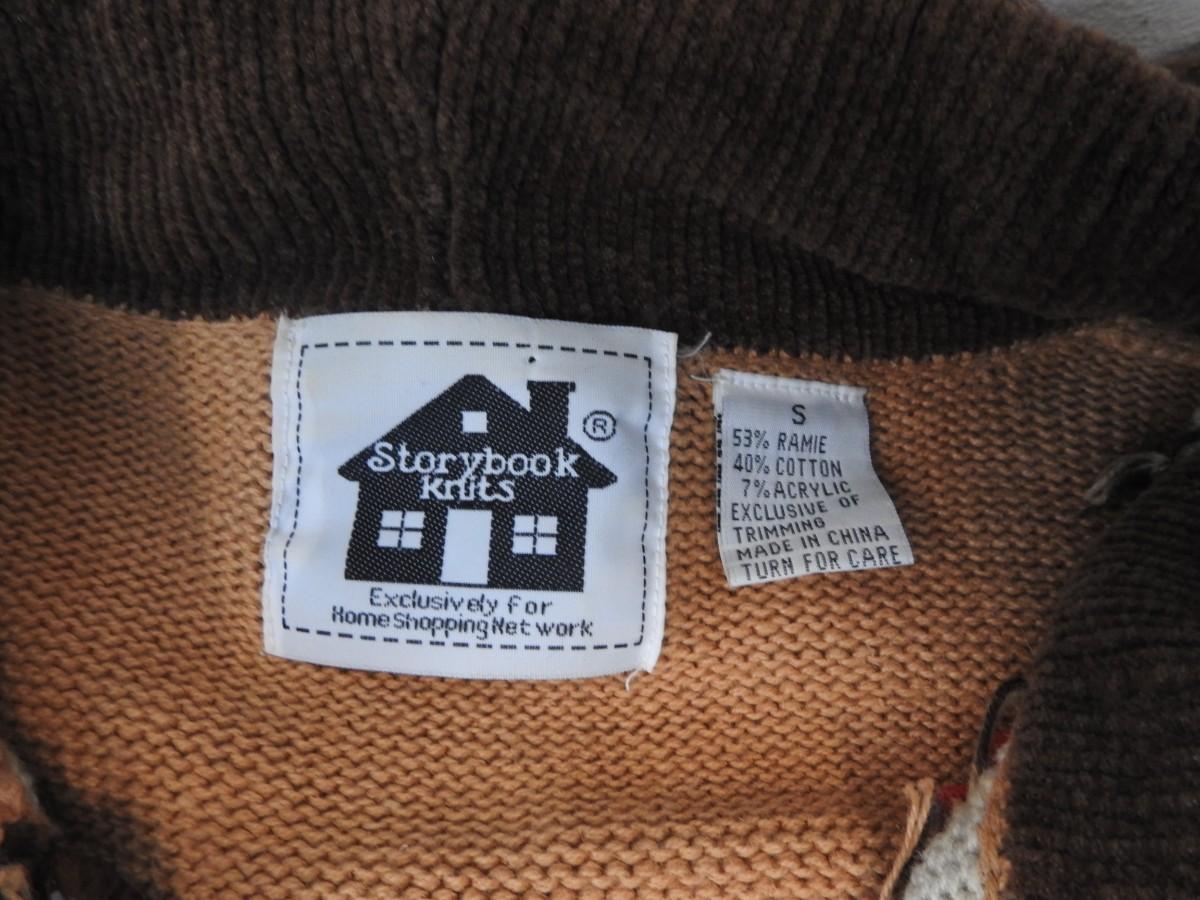 Storybook
Knits
®
Exclusively for
Home Shopping Network
S
53% RAMIE
40% COTTON
7% ACRYLIC
EXCLUSIVE OF
TRIMMING
MADE IN CHINA
TURN FOR CARE